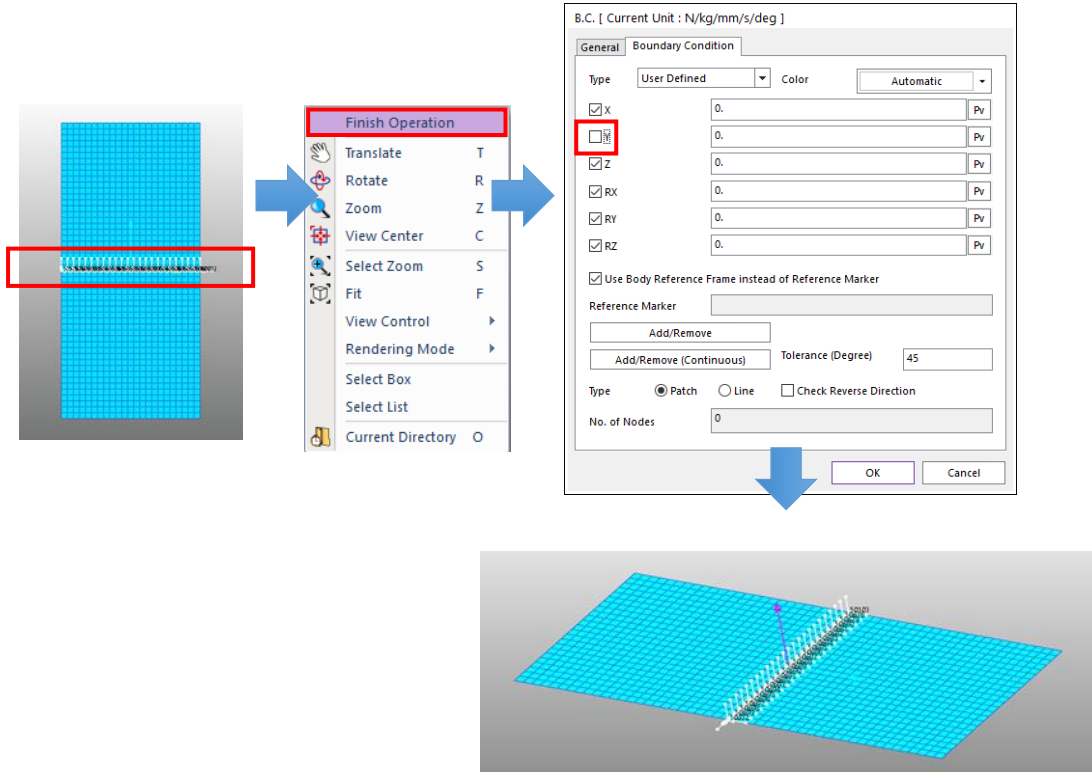 Finish Operation
Translate T
Rotate R
Zoom Z
View Center C
Select Zoom S
Fit F
View Control
Rendering Mode
Select Box
Select List
Current Directory O
B.C. [ Current Unit : N/kg/mm/s/deg ]
General Boundary Condition
Type User Defined Color Automatic
X 0. Pv
Y 0. Pv
Z 0. Pv
RX 0. Pv
RY 0. Pv
RZ 0. Pv
Use Body Reference Frame instead of Reference Marker
Reference Marker
Add/Remove
Add/Remove (Continuous) Tolerance (Degree) 45
Type Patch Line Check Reverse Direction
No. of Nodes 0
OK Cancel